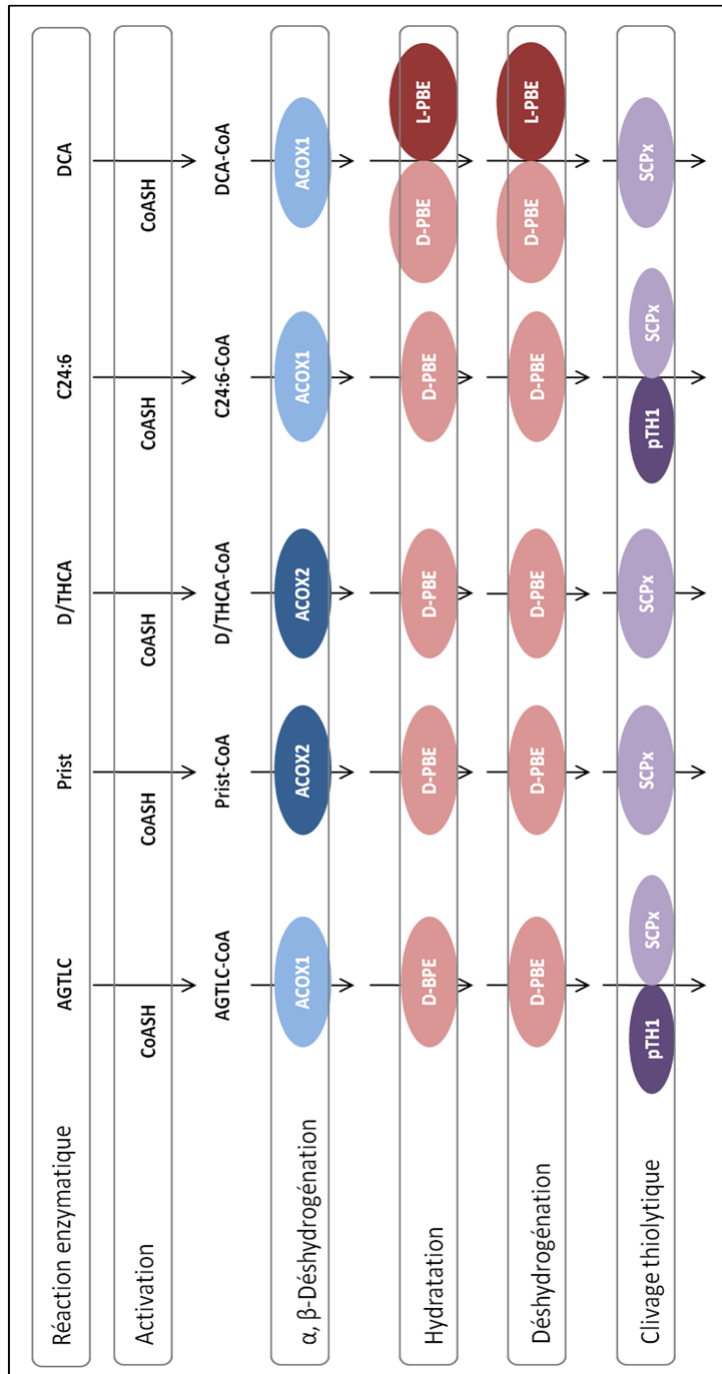 Réaction enzymatique
AGTLC
Prist
D/THCA
C24:6
DCA
Activation
CoASH
CoASH
CoASH
CoASH
CoASH
AGTLC-CoA
Prist-CoA
D/THCA-CoA
C24:6-CoA
DCA-CoA
α, β-Déshydrogénation
ACOX1
ACOX2
ACOX2
ACOX1
ACOX1
Hydratation
D-BPE
D-PBE
D-PBE
D-PBE
D-PBE
L-PBE
Déshydrogénation
D-PBE
D-PBE
D-PBE
D-PBE
D-PBE
L-PBE
Clivage thiolytique
pTH1
SCPx
SCPx
SCPx
pTH1
SCPx
SCPx